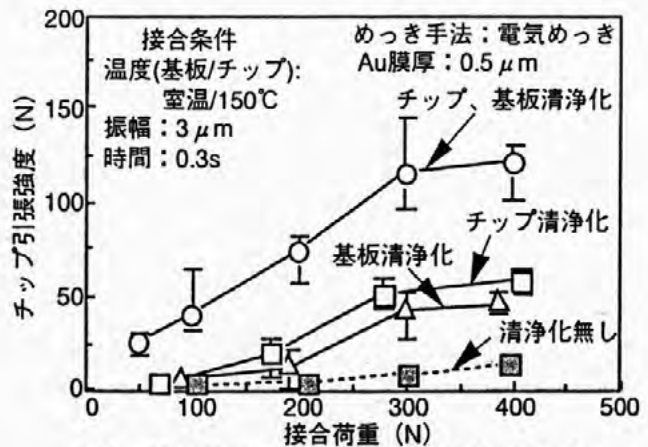 200
150
100
50
0
チップ引張強度 (N)
接合条件
温度(基板/チップ):
室温/150℃
振幅：3μm
時間：0.3s
めっき手法：電気めっき
Au膜厚：0.5μm
チップ、基板清浄化
チップ清浄化
基板清浄化
清浄化無し
0 100 200 300 400 500
接合荷重 (N)